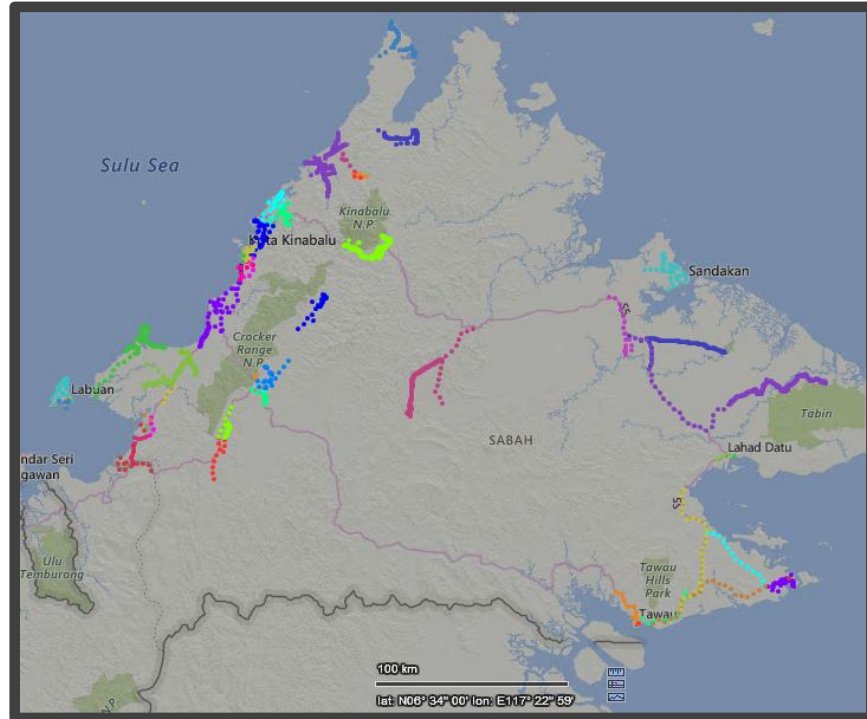 Sulu Sea
Kinabalu
N.P.
Kota Kinabalu
Sandakan
Crocker
Range
N.P.
Labuan
Tabin
SABAH
Lahad Datu
ndar Seri
gawan
Ulu
Temburong
Tawau
Hills
Park
Tawau
N.P
100 km
lat: N06° 34" 00' lon: E117° 22" 59'